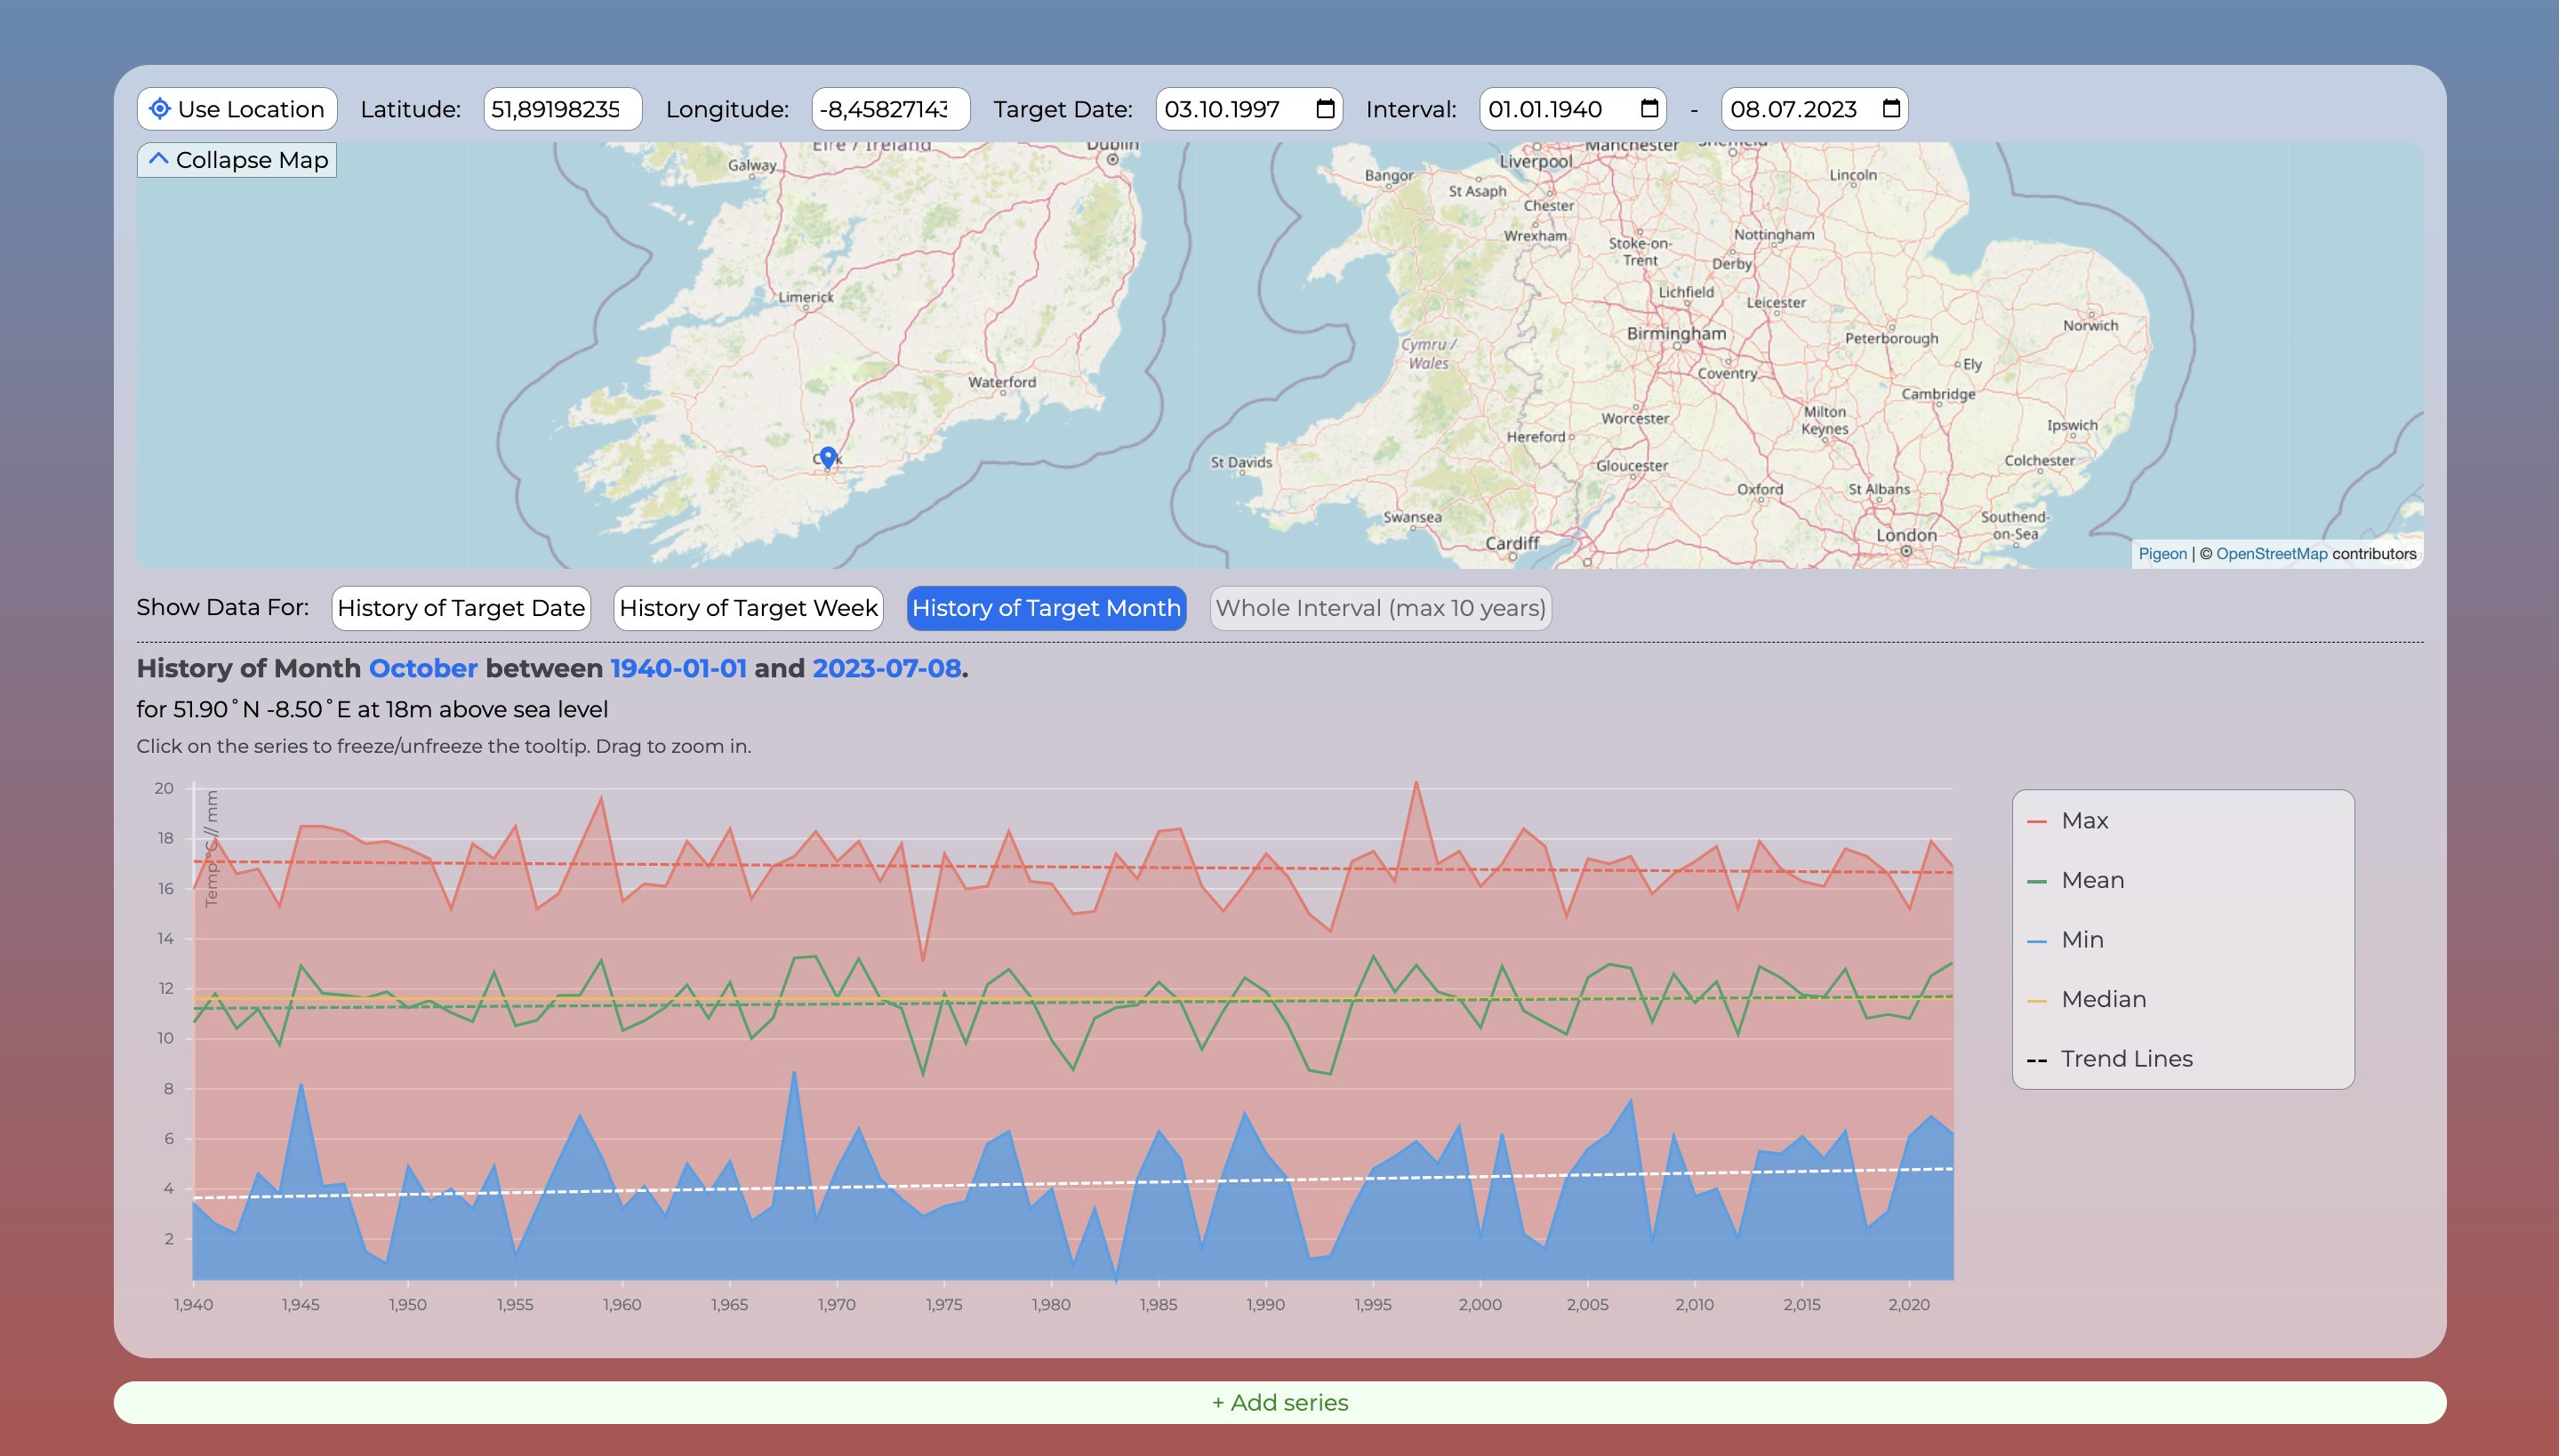 Use Location Latitude: 51,89198235 Longitude: -8,45827143 Target Date: 03.10.1997 Interval: 01.01.1940 - 08.07.2023
Collapse Map
Éire / Ireland
Dublin
Galway
Limerick
Waterford
Liverpool
Manchester
Bangor
St Asaph
Chester
Lincoln
Wrexham
Stoke-on-
Trent
Nottingham
Derby
Lichfield
Leicester
Birmingham
Peterborough
Norwich
Cymru /
Wales
Coventry
Ely
Cambridge
Worcester
Milton
Keynes
Ipswich
Hereford
St Davids
Gloucester
Colchester
Oxford
St Albans
Swansea
Southend-
on-Sea
Cardiff
London
Pigeon | © OpenStreetMap contributors
Show Data For: History of Target Date History of Target Week History of Target Month Whole Interval (max 10 years)
History of Month October between 1940-01-01 and 2023-07-08.
for 51.90°N -8.50°E at 18m above sea level
Click on the series to freeze/unfreeze the tooltip. Drag to zoom in.
20
18
16
14
12
10
8
6
4
2
Temp °C // mm
1,940 1,945 1,950 1,955 1,960 1,965 1,970 1,975 1,980 1,985 1,990 1,995 2,000 2,005 2,010 2,015 2,020
Max
Mean
Min
Median
Trend Lines
+ Add series